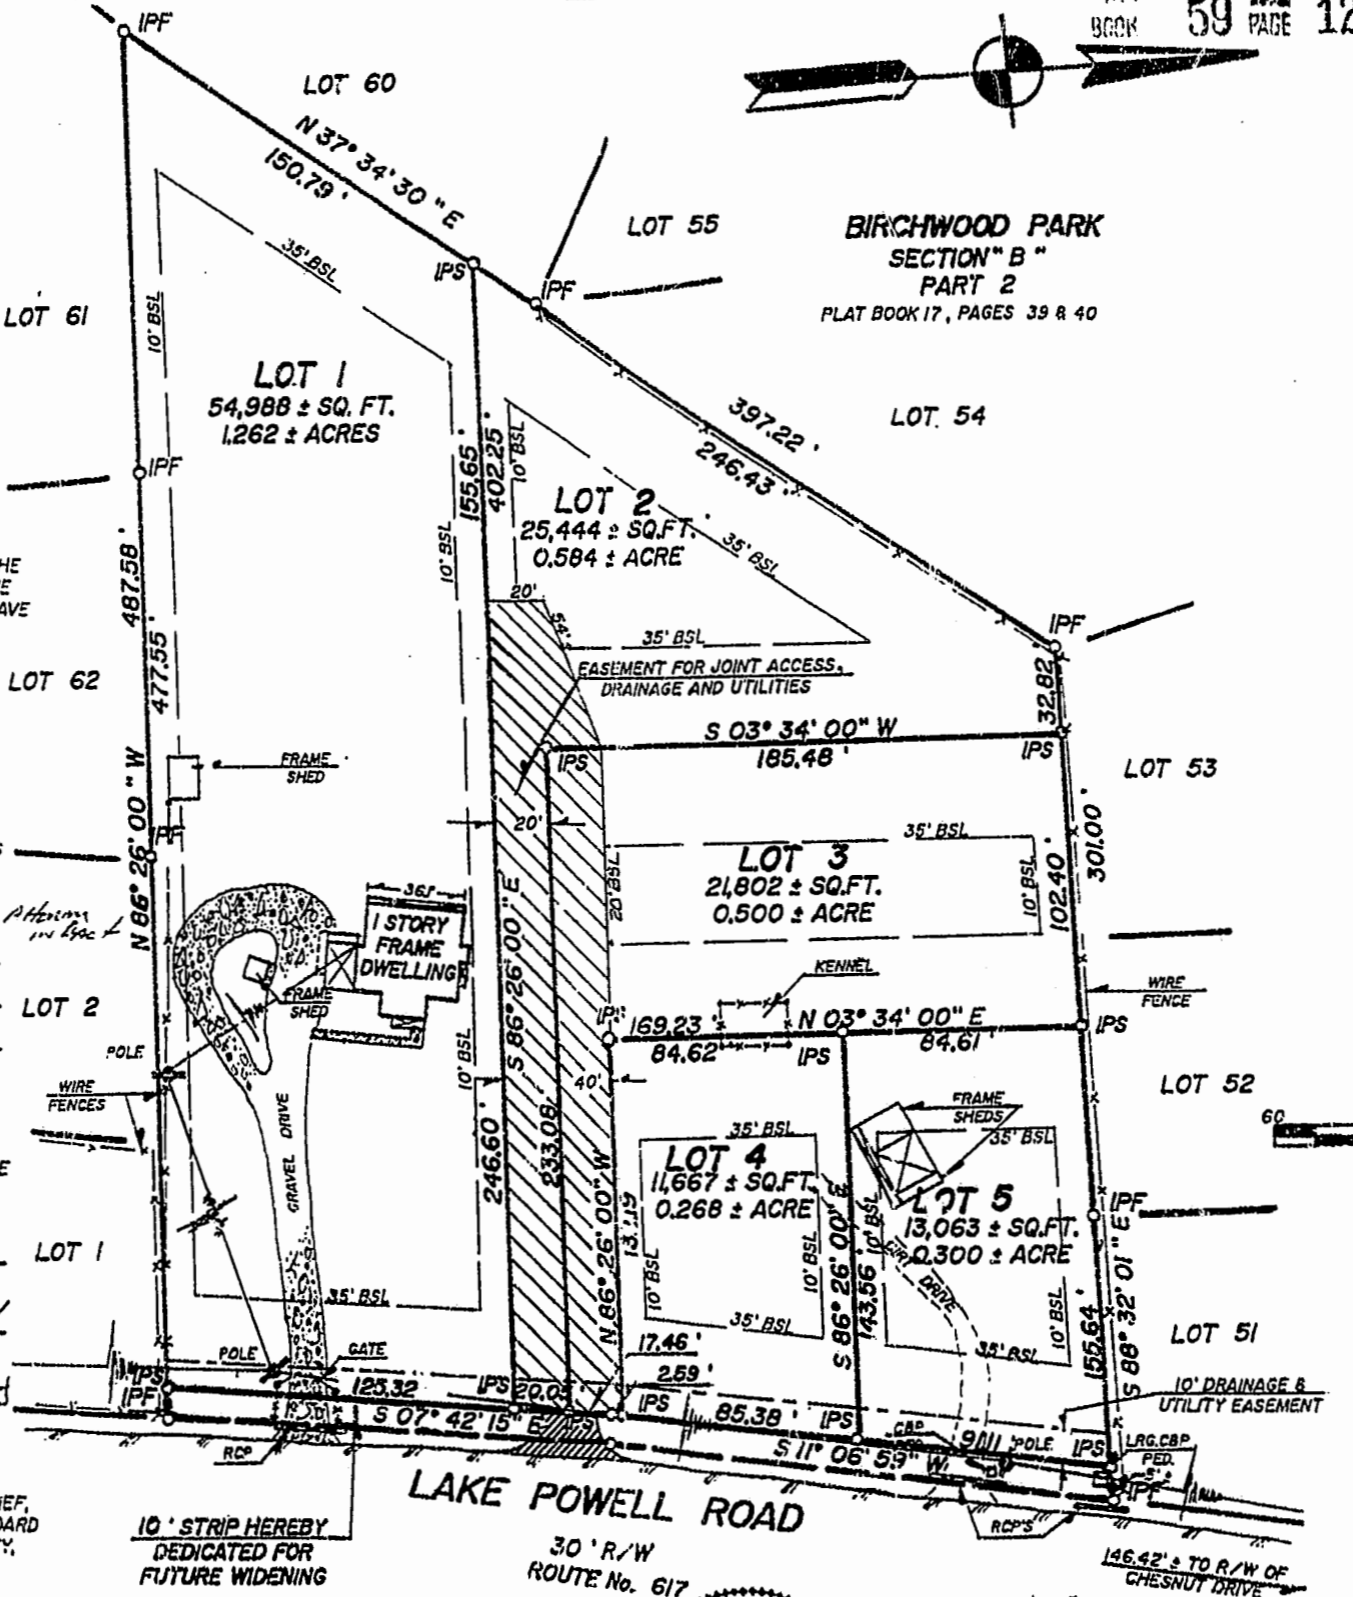 BOOK 59 PAGE 12
IPF
LOT 60
N 37° 34' 30" E
150.79'
LOT 55
BIRCHWOOD PARK
SECTION "B"
PART 2
PLAT BOOK 17, PAGES 39 & 40
IPS
IPF
35' BSL
LOT 61
10' BSL
LOT 1
54,988 ± SQ. FT.
1.262 ± ACRES
397.22'
246.43'
LOT 54
IPF
155.65'
402.25'
10' BSL
LOT 2
25,444 ± SQ.FT.
0.584 ± ACRE
35' BSL
10' BSL
487.58'
477.55'
HE
AVE
20'
54'
35' BSL
IPF
32.82'
LOT 62
EASEMENT FOR JOINT ACCESS,
DRAINAGE AND UTILITIES
S 03° 34' 00" W
185.48'
IPS
IPS
FRAME
SHED
LOT 53
N 86° 26' 00" W
IPF
20'
35' BSL
301.00'
LOT 3
21,802 ± SQ.FT.
0.500 ± ACRE
20' BSL
10' BSL
102.40'
36.1'
1 STORY
FRAME
DWELLING
S 86° 26' 00" E
KENNEL
WIRE
FENCE
LOT 2
FRAME
SHED
169.23'
N 03° 34' 00" E
84.62'
IPS
84.61'
IPS
POLE
WIRE
FENCES
10' BSL
40'
LOT 52
GRAVEL DRIVE
246.60'
233.08'
FRAME
SHEDS
35' BSL
35' BSL
60
LOT 4
11,667 ± SQ.FT.
0.268 ± ACRE
LOT 5
13,063 ± SQ.FT.
0.300 ± ACRE
IPF
N 86° 26' 00" W
10' BSL
10' BSL
S 86° 26' 00" E
143.56'
10' BSL
DIRT DRIVE
10' BSL
LOT 1
35' BSL
35' BSL
35' BSL
155.64'
S 88° 32' 01" E
LOT 51
POLE
GATE
17.46'
2.59'
IPS
IPF
125.32
IPS
20.05'
IPS
IPS
85.38'
IPS
10' DRAINAGE &
UTILITY EASEMENT
S 07° 42' 15" E
S 11° 06' 59" W
POLE
IPS
LRG.CBP
PED.
5'
IPF
RCP
LAKE POWELL ROAD
RCP'S
10' STRIP HEREBY
DEDICATED FOR
FUTURE WIDENING
30' R/W
ROUTE No. 617
146.42' ± TO R/W OF
CHESNUT DRIVE